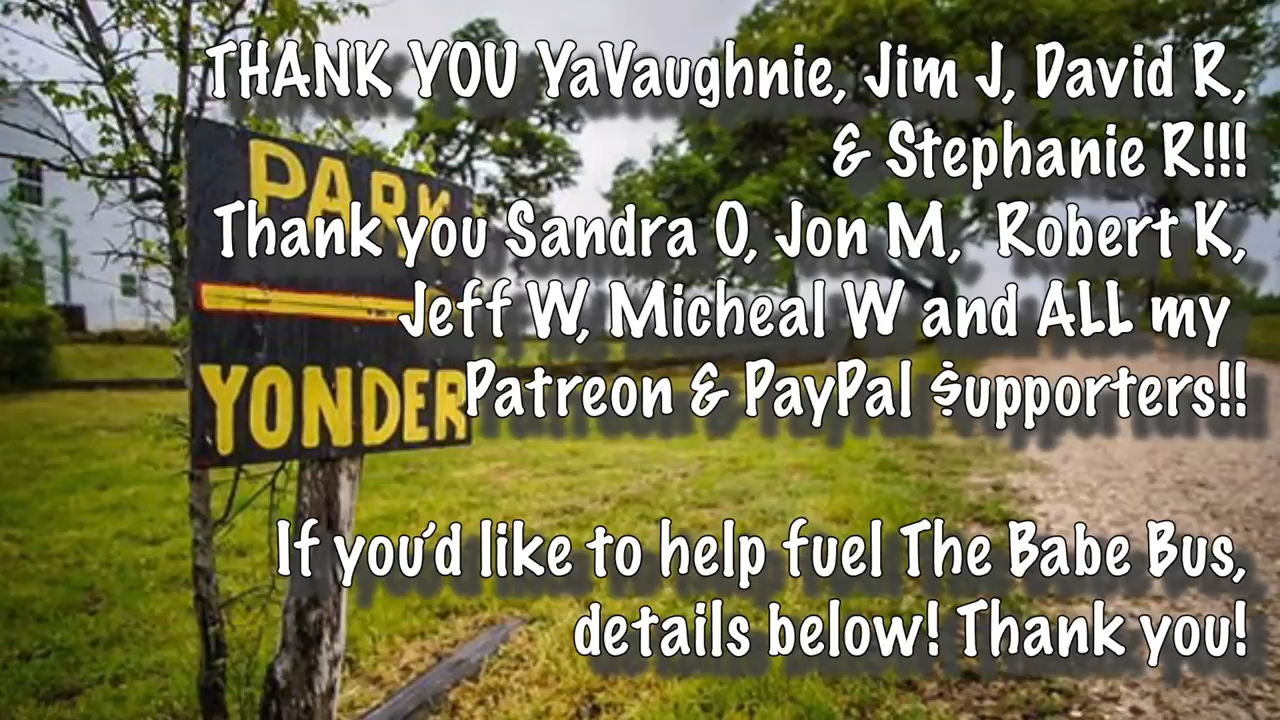 THANK YOU YaVaughnie, Jim J, David R,
& Stephanie R!!!
PARK
Thank you Sandra O, Jon M, Robert K,
Jeff W, Micheal W and ALL my
YONDER
Patreon & PayPal $upporters!!
If you'd like to help fuel The Babe Bus,
details below! Thank you!